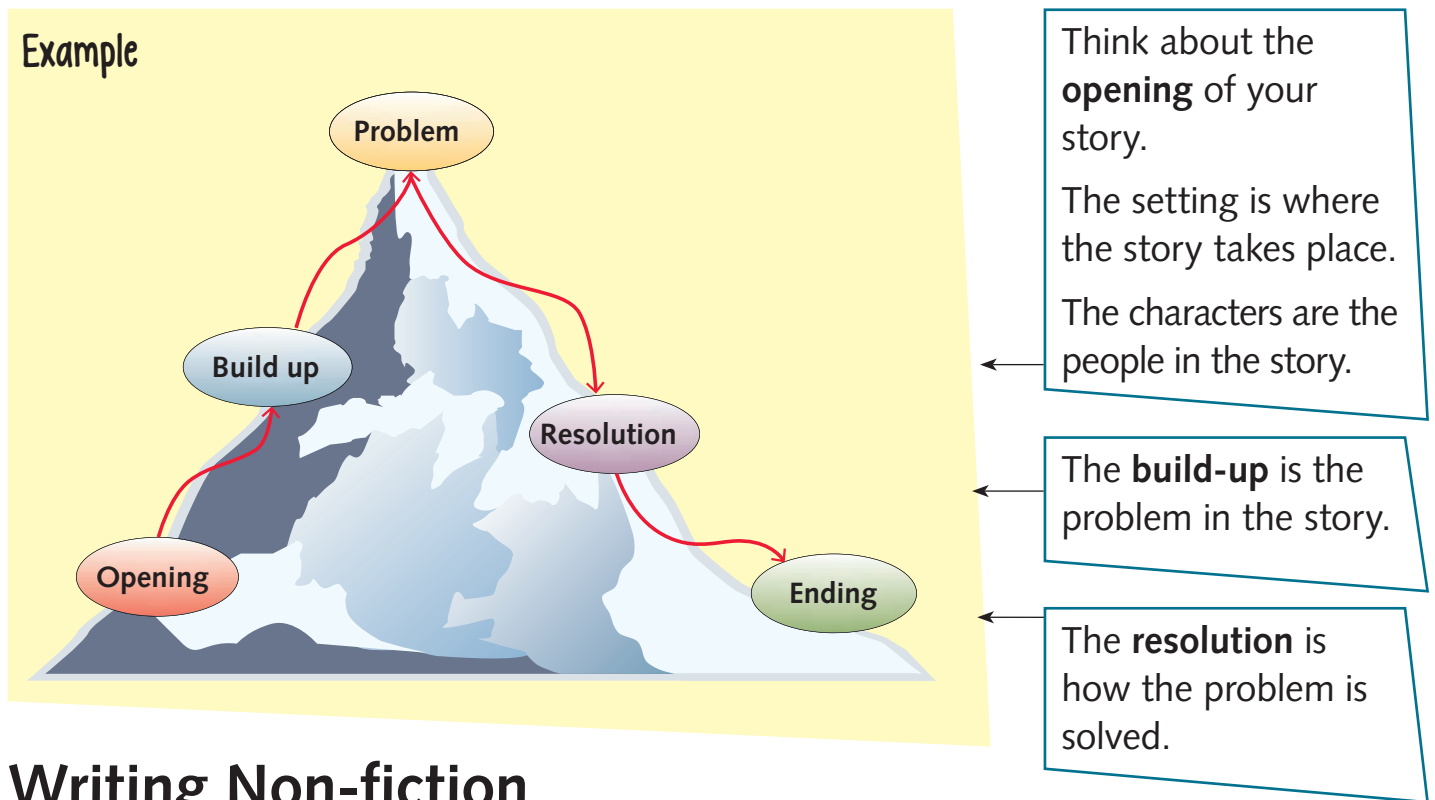 Example
Problem
Build up
Resolution
Opening
Ending
Think about the
opening of your
story.
The setting is where
the story takes place.
The characters are the
people in the story.
The build-up is the
problem in the story.
The resolution is
how the problem is
solved.
Writing Non-fiction